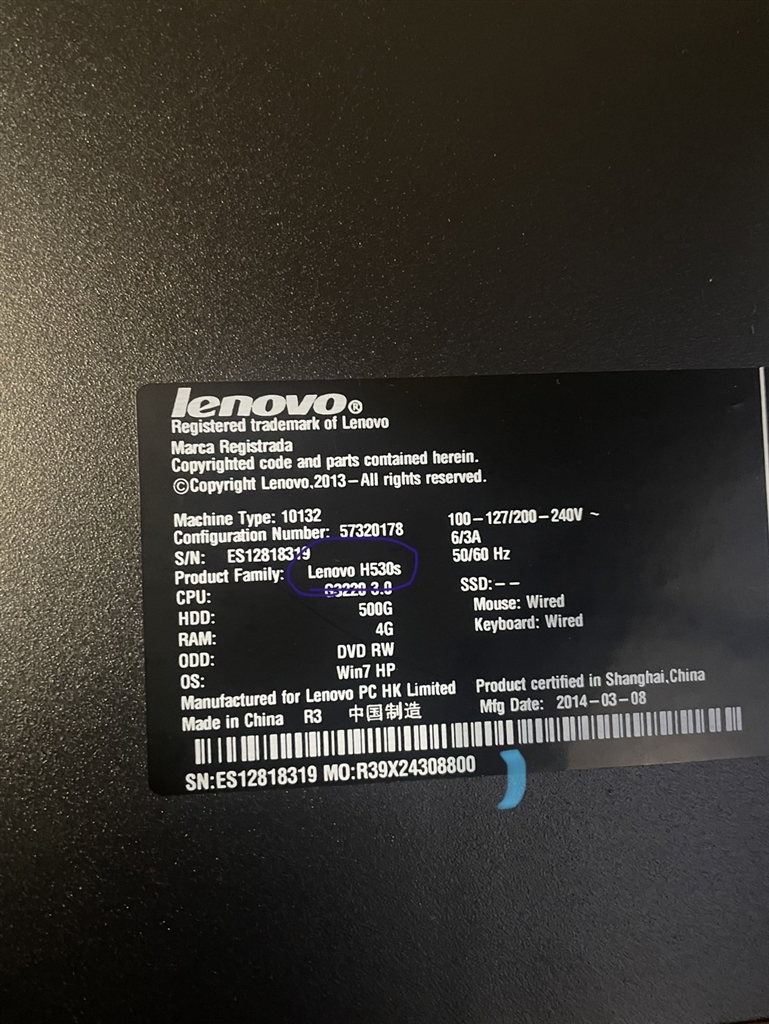 lenovo®
Registered trademark of Lenovo
Marca Registrada
Copyrighted code and parts contained herein.
©Copyright Lenovo,2013-All rights reserved.
Machine Type: 10132
Configuration Number: 57320178
S/N: ES12818319
Product Family: Lenovo H530s
CPU: G3220 3.0
HDD: 500G
RAM: 4G
ODD: DVD RW
OS: Win7 HP
100-127/200-240V ~
6/3A
50/60 Hz
SSD:--
Mouse: Wired
Keyboard: Wired
Manufactured for Lenovo PC HK Limited
Made in China R3 中国制造
Product certified in Shanghai,China
Mfg Date: 2014-03-08
SN:ES12818319 MO:R39X24308800